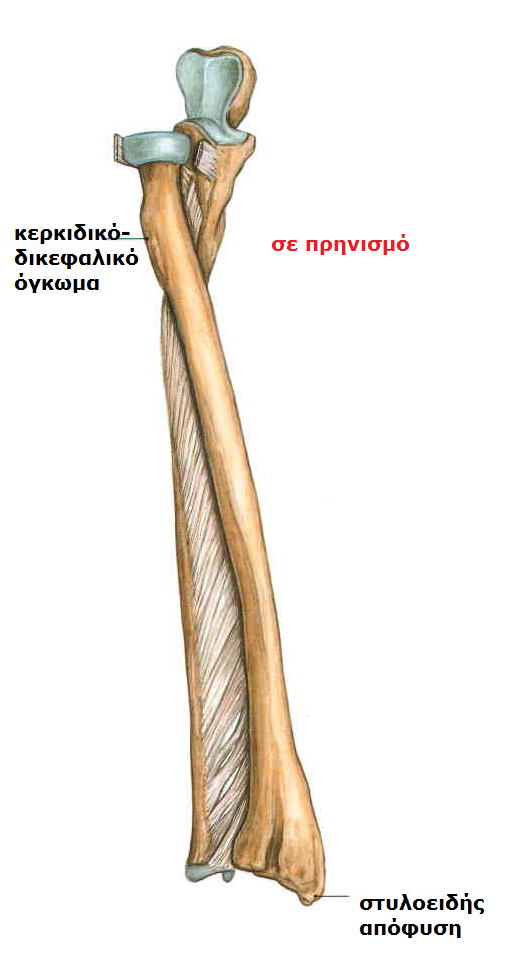 κερκιδικό-
δικεφαλικό
όγκωμα
σε πρηνισμό
στυλοειδής
απόφυση